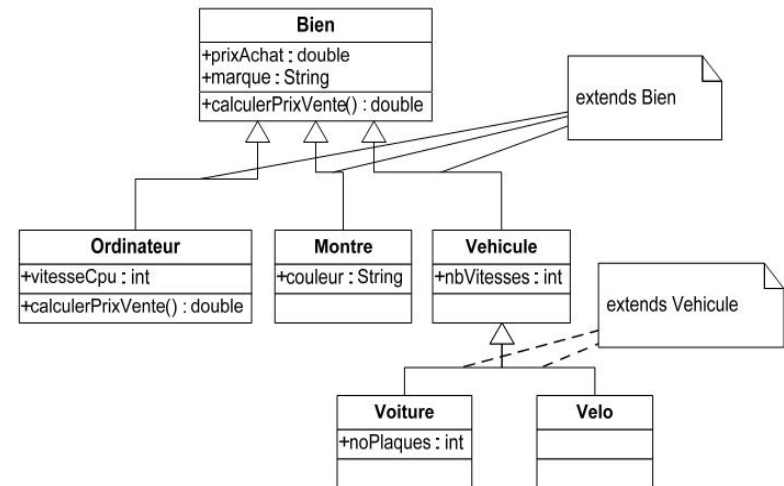 Bien
+prixAchat : double
+marque : String
+calculerPrixVente() : double
extends Bien
Ordinateur
+vitesseCpu : int
+calculerPrixVente() : double
Montre
+couleur : String
Vehicule
+nbVitesses : int
extends Vehicule
Voiture
+noPlaques : int
Velo